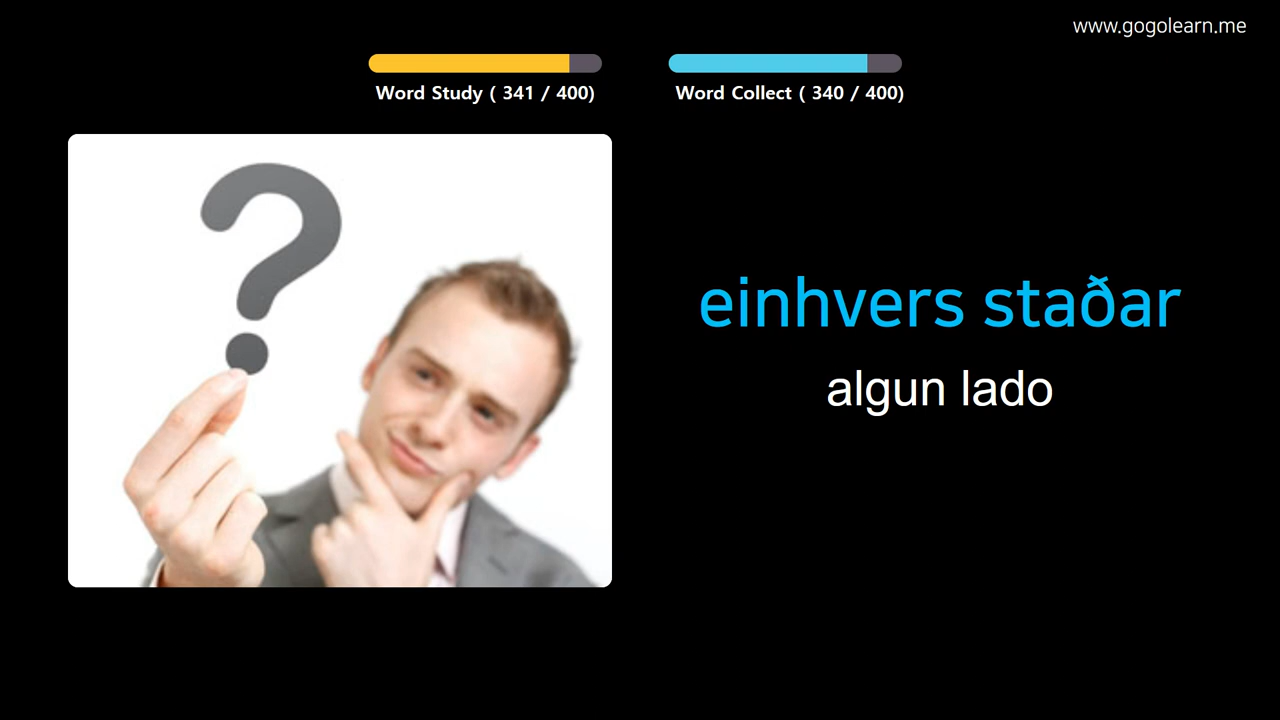 www.gogolearn.me
Word Study ( 341 / 400)
Word Collect ( 340 / 400)
einhvers staðar
algun lado